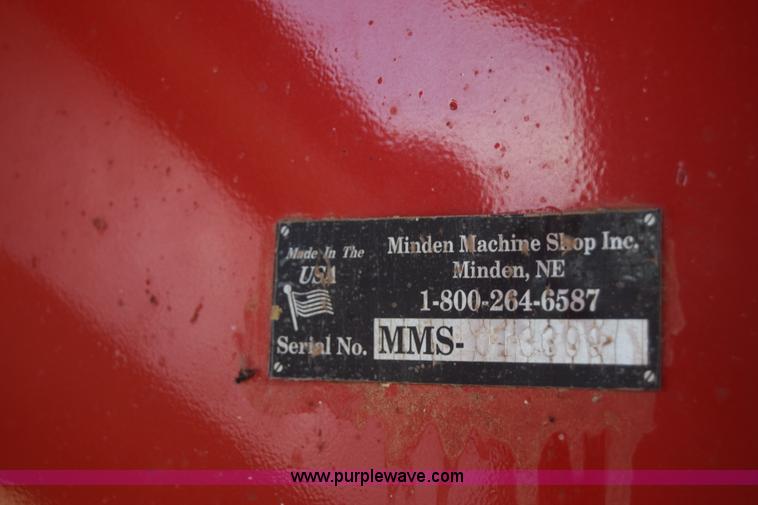 Made In The
USA
Minden Machine Shop Inc.
Minden, NE
1-800-264-6587
Serial No. MMS-
www.purplewave.com